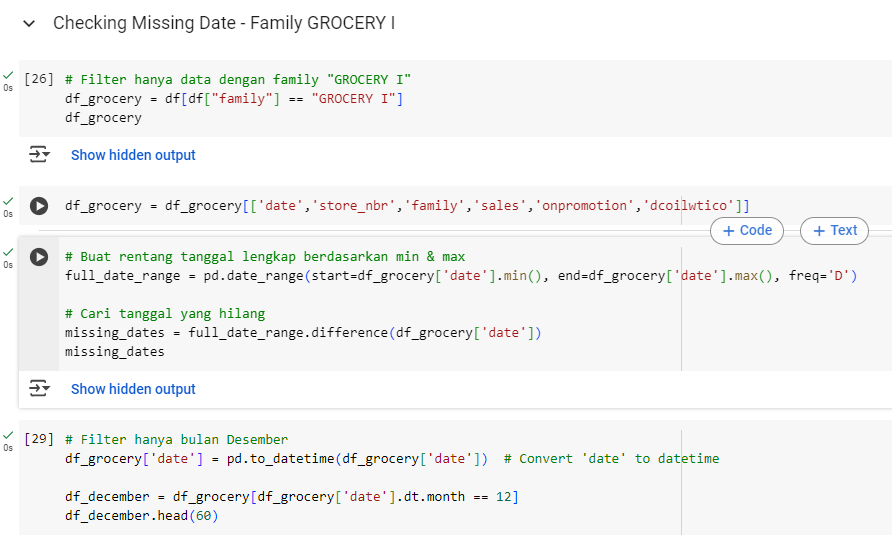 Checking Missing Date - Family GROCERY I
[26] # Filter hanya data dengan family "GROCERY I"
0s
df_grocery = df[df["family"] == "GROCERY I"]
df_grocery
Show hidden output
df_grocery = df_grocery[['date','store_nbr','family','sales','onpromotion','dcoilwtico']]
0s
+ Code
+ Text
# Buat rentang tanggal lengkap berdasarkan min & max
0s
full_date_range = pd.date_range(start=df_grocery['date'].min(), end=df_grocery['date'].max(), freq='D')
# Cari tanggal yang hilang
missing_dates = full_date_range.difference(df_grocery['date'])
missing_dates
Show hidden output
[29] # Filter hanya bulan Desember
0s
df_grocery['date'] = pd.to_datetime(df_grocery['date']) # Convert 'date' to datetime
df_december = df_grocery[df_grocery['date'].dt.month == 12]
df_december.head(60)